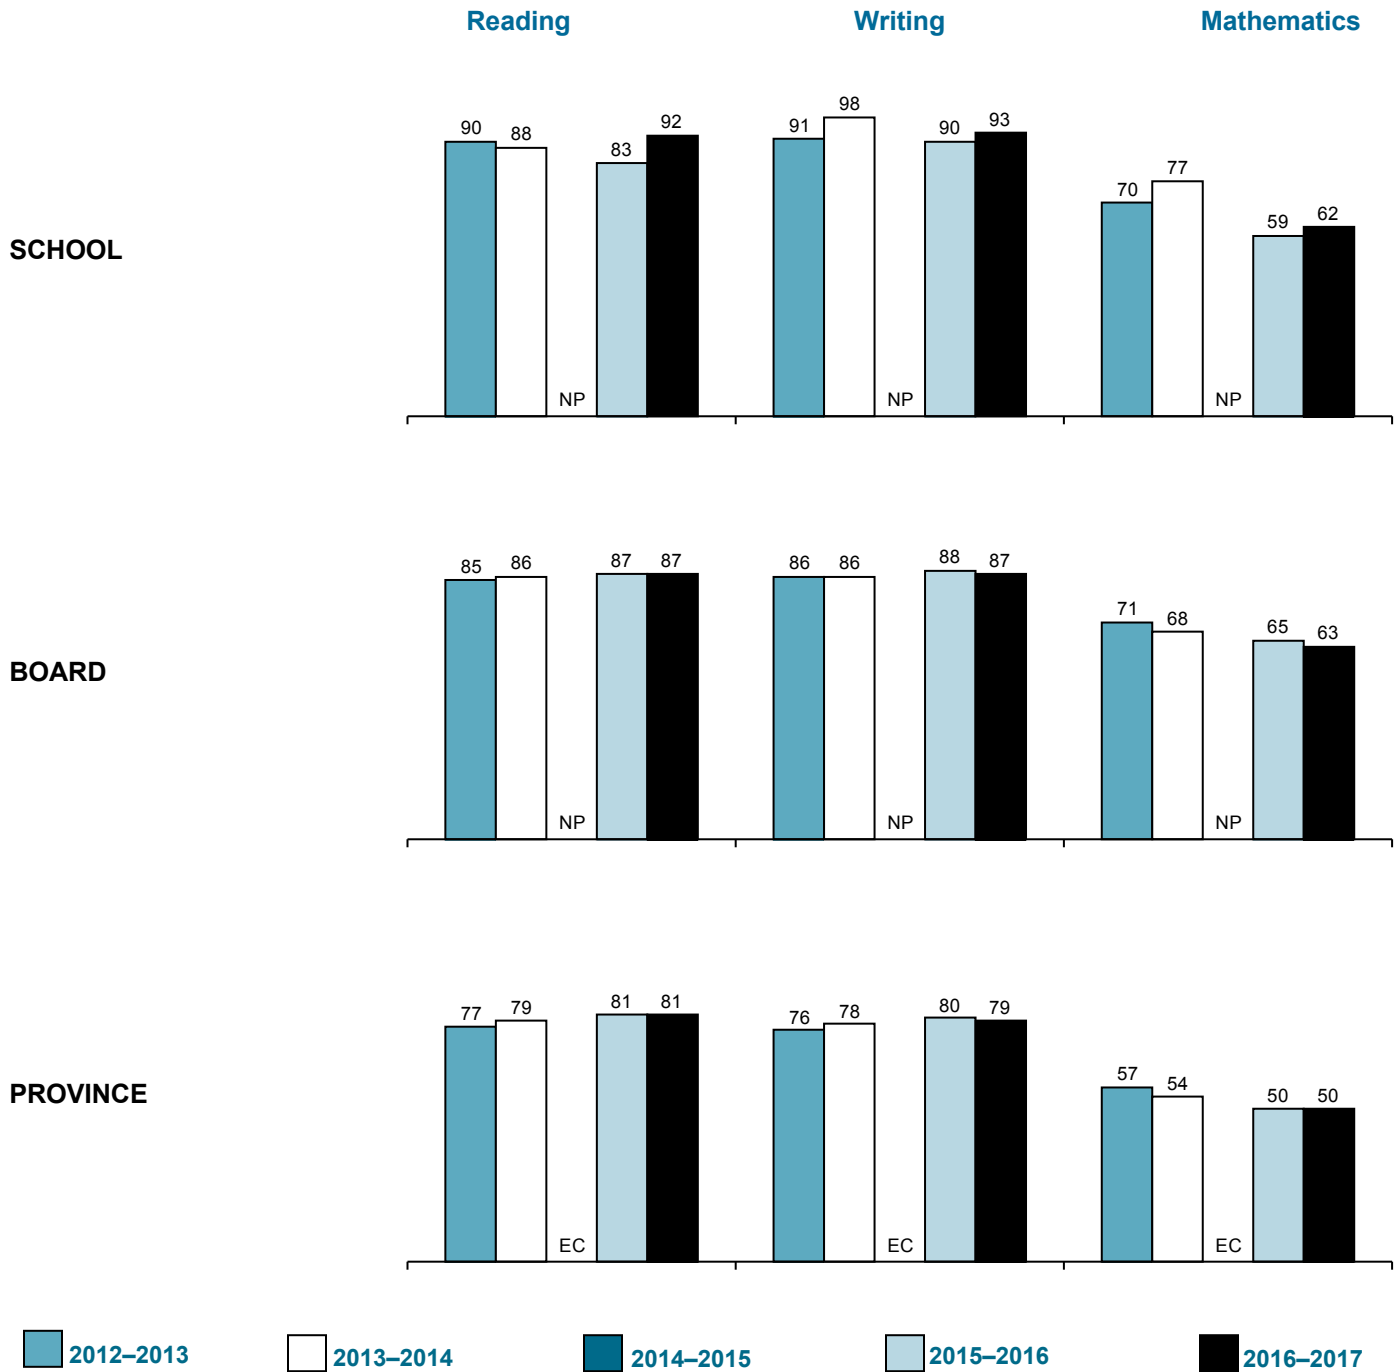 Reading Writing Mathematics
SCHOOL
90 88 NP 83 92
91 98 NP 90 93
70 77 NP 59 62
BOARD
85 86 NP 87 87
86 86 NP 88 87
71 68 NP 65 63
PROVINCE
77 79 EC 81 81
76 78 EC 80 79
57 54 EC 50 50
2012–2013 2013–2014 2014–2015 2015–2016 2016–2017